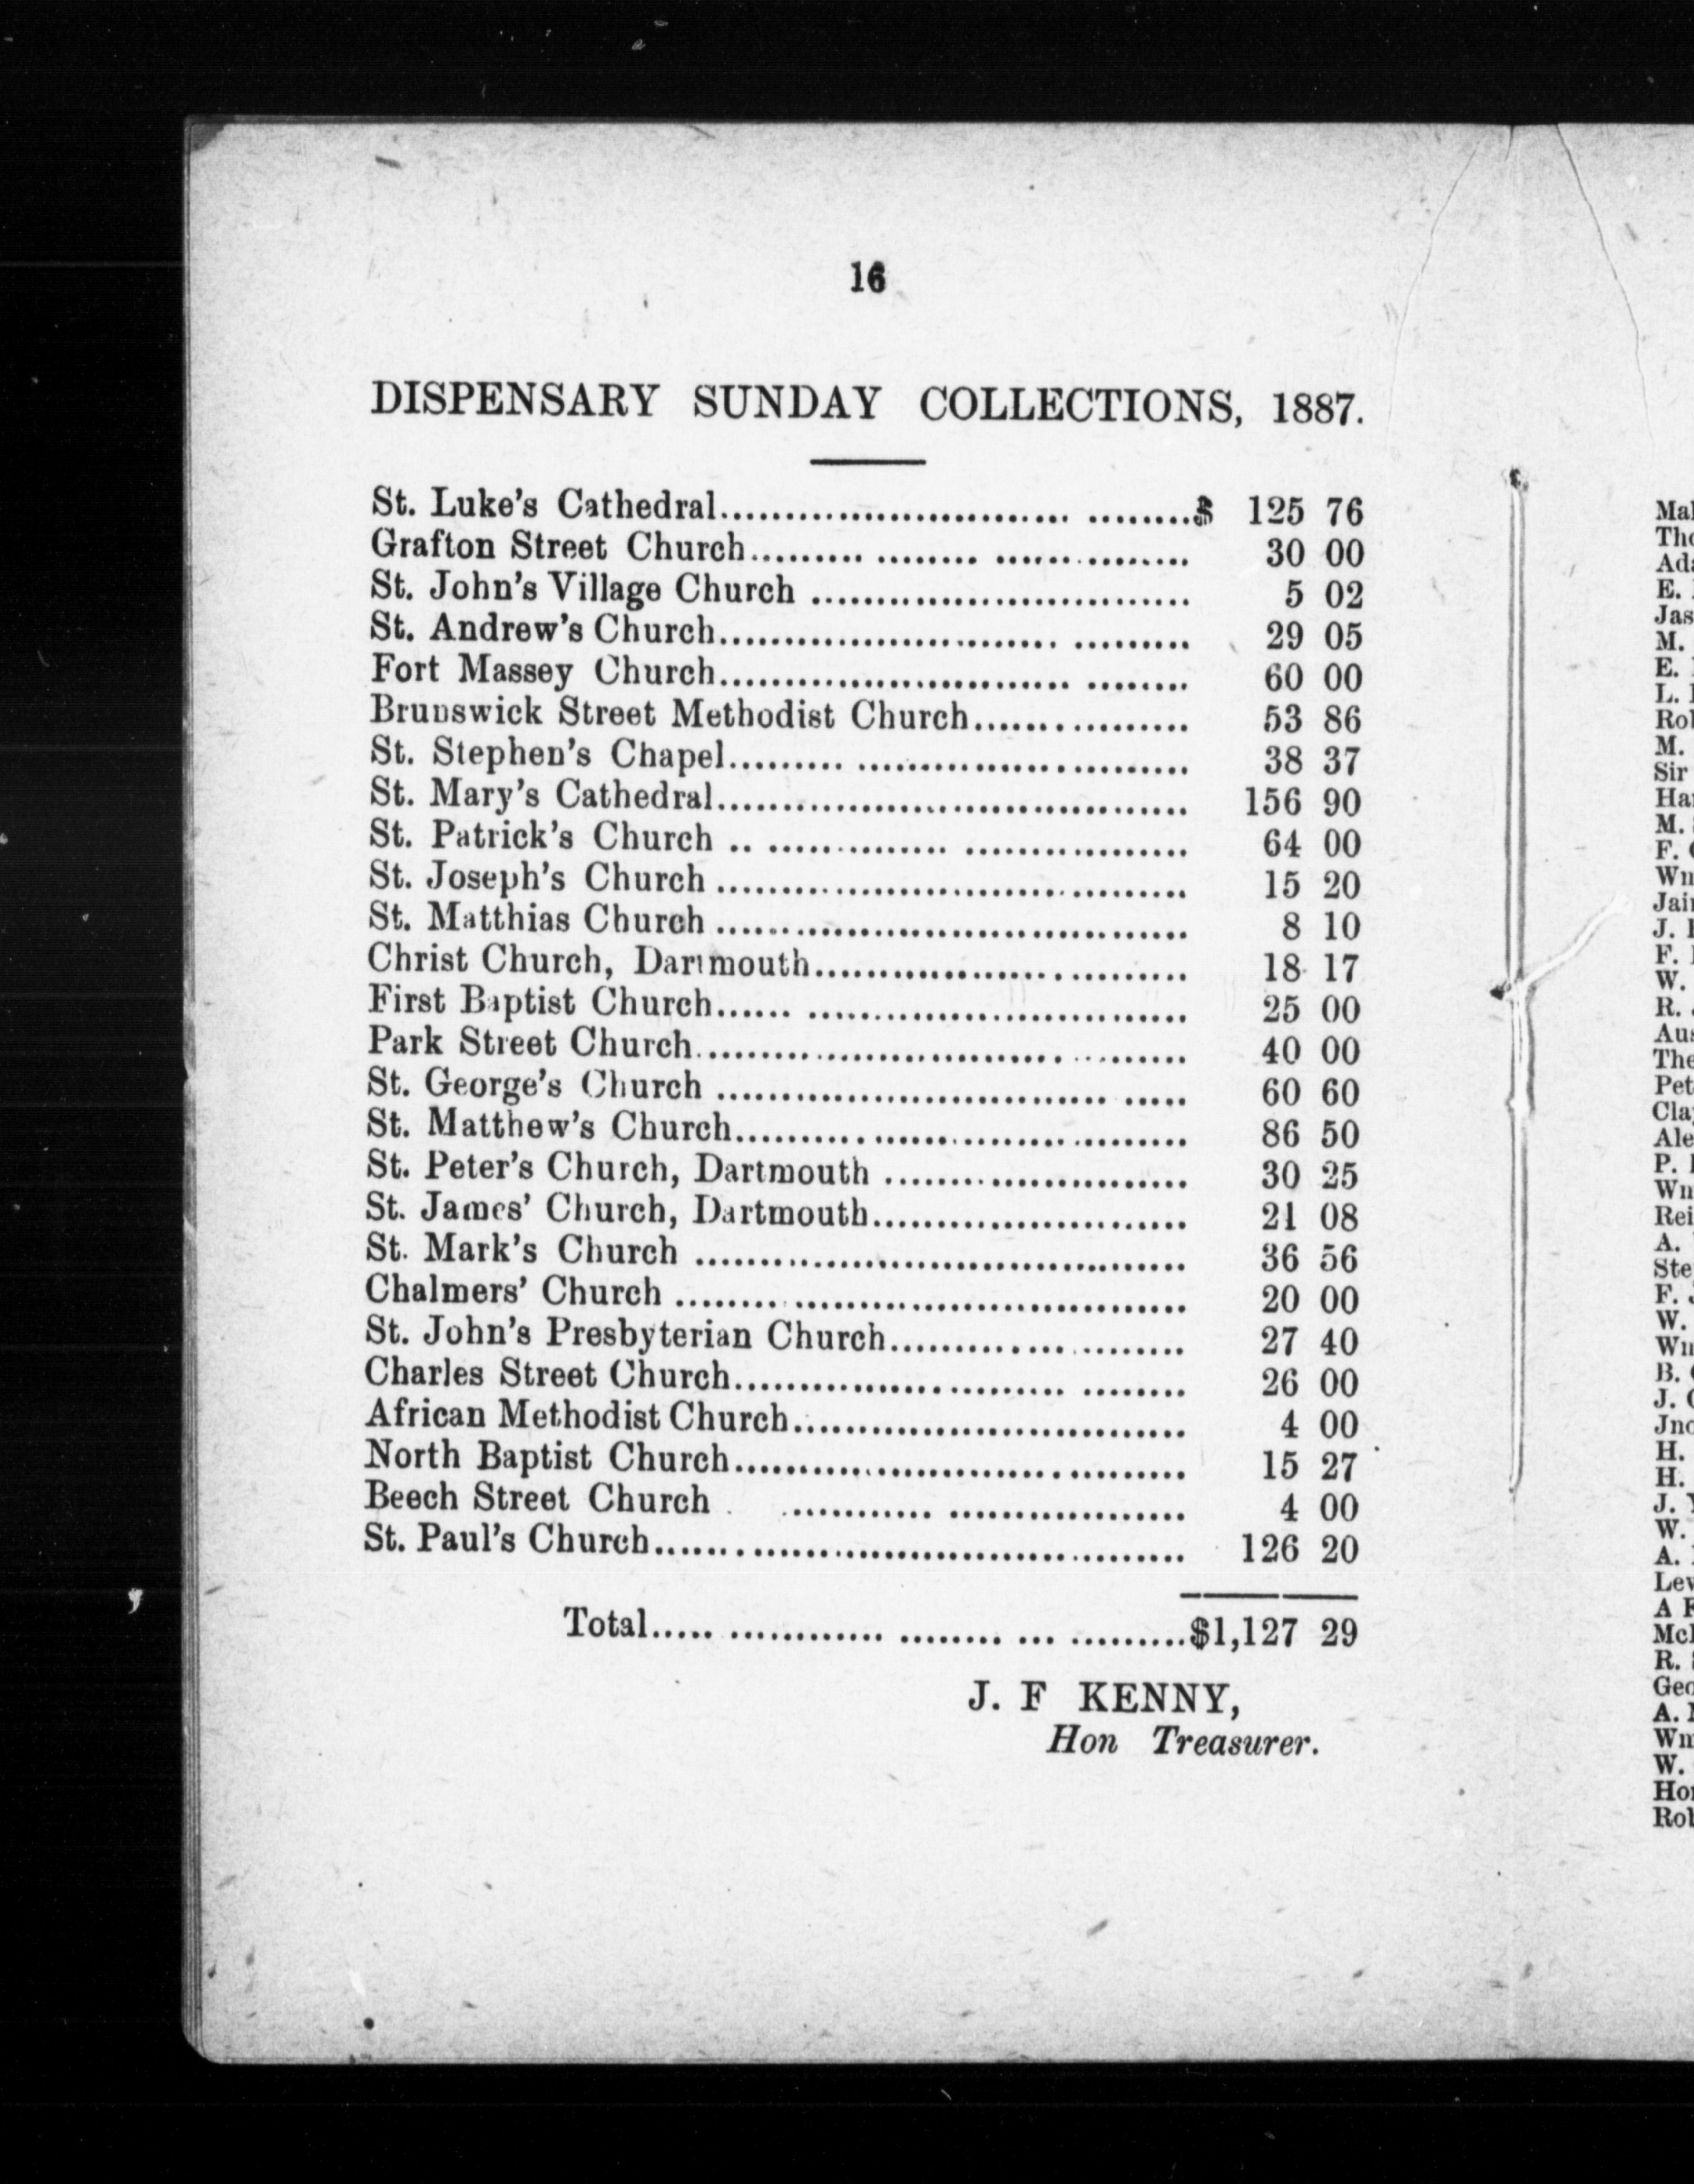 16
DISPENSARY SUNDAY COLLECTIONS, 1887.
St. Luke's Cathedral.......................................$ 125 76
Grafton Street Church................................... 30 00
St. John's Village Church .............................. 5 02
St. Andrew's Church..................................... 29 05
Fort Massey Church..................................... 60 00
Brunswick Street Methodist Church................. 53 86
St. Stephen's Chapel.................................... 38 37
St. Mary's Cathedral..................................... 156 90
St. Patrick's Church .................................... 64 00
St. Joseph's Church ..................................... 15 20
St. Matthias Church ..................................... 8 10
Christ Church, Dartmouth.............................. 18 17
First Baptist Church..................................... 25 00
Park Street Church...................................... 40 00
St. George's Church ..................................... 60 60
St. Matthew's Church.................................... 86 50
St. Peter's Church, Dartmouth ........................ 30 25
St. James' Church, Dartmouth......................... 21 08
St. Mark's Church ....................................... 36 56
Chalmers' Church ........................................ 20 00
St. John's Presbyterian Church........................ 27 40
Charles Street Church.................................... 26 00
African Methodist Church............................... 4 00
North Baptist Church.................................... 15 27
Beech Street Church ................................ 4 00
St. Paul's Church.......................................... 126 20
Total..........................................$1,127 29
J. F KENNY,
Hon Treasurer.